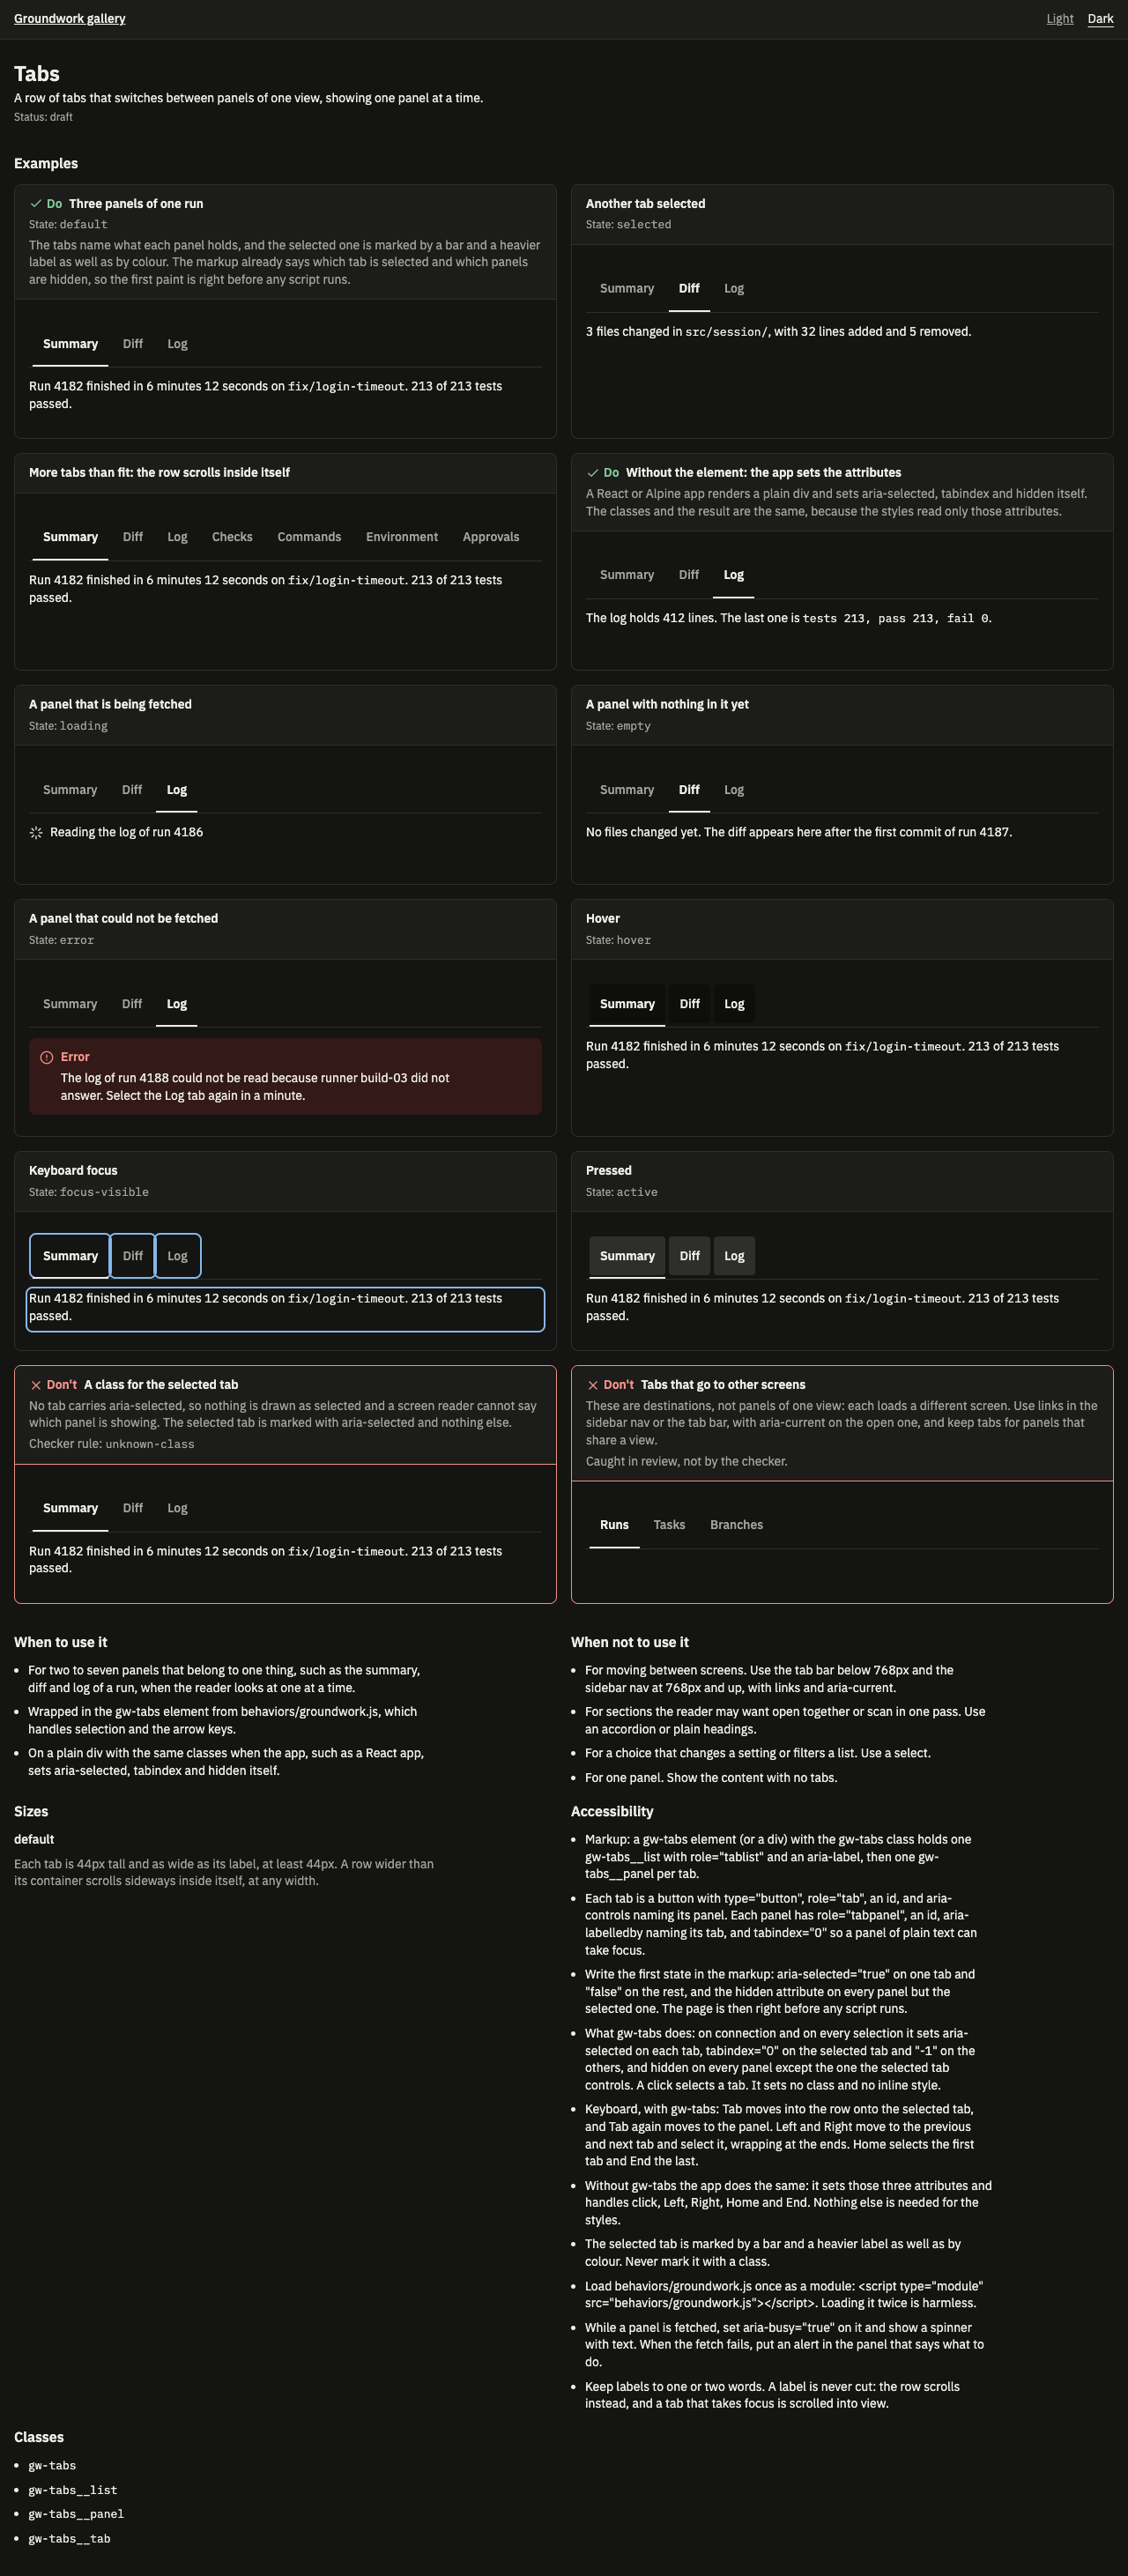 Groundwork gallery
Light Dark
Tabs
A row of tabs that switches between panels of one view, showing one panel at a time.
Status: draft
Examples
Do Three panels of one run
State: default
The tabs name what each panel holds, and the selected one is marked by a bar and a heavier
label as well as by colour. The markup already says which tab is selected and which panels
are hidden, so the first paint is right before any script runs.
Summary Diff Log
Run 4182 finished in 6 minutes 12 seconds on fix/login-timeout. 213 of 213 tests
passed.
Another tab selected
State: selected
Summary Diff Log
3 files changed in src/session/, with 32 lines added and 5 removed.
More tabs than fit: the row scrolls inside itself
Summary Diff Log Checks Commands Environment Approvals
Run 4182 finished in 6 minutes 12 seconds on fix/login-timeout. 213 of 213 tests
passed.
Do Without the element: the app sets the attributes
A React or Alpine app renders a plain div and sets aria-selected, tabindex and hidden itself.
The classes and the result are the same, because the styles read only those attributes.
Summary Diff Log
The log holds 412 lines. The last one is tests 213, pass 213, fail 0.
A panel that is being fetched
State: loading
Summary Diff Log
Reading the log of run 4186
A panel with nothing in it yet
State: empty
Summary Diff Log
No files changed yet. The diff appears here after the first commit of run 4187.
A panel that could not be fetched
State: error
Summary Diff Log
Error
The log of run 4188 could not be read because runner build-03 did not
answer. Select the Log tab again in a minute.
Hover
State: hover
Summary Diff Log
Run 4182 finished in 6 minutes 12 seconds on fix/login-timeout. 213 of 213 tests
passed.
Keyboard focus
State: focus-visible
Summary Diff Log
Run 4182 finished in 6 minutes 12 seconds on fix/login-timeout. 213 of 213 tests
passed.
Pressed
State: active
Summary Diff Log
Run 4182 finished in 6 minutes 12 seconds on fix/login-timeout. 213 of 213 tests
passed.
Don't A class for the selected tab
No tab carries aria-selected, so nothing is drawn as selected and a screen reader cannot say
which panel is showing. The selected tab is marked with aria-selected and nothing else.
Checker rule: unknown-class
Summary Diff Log
Run 4182 finished in 6 minutes 12 seconds on fix/login-timeout. 213 of 213 tests
passed.
Don't Tabs that go to other screens
These are destinations, not panels of one view: each loads a different screen. Use links in the
sidebar nav or the tab bar, with aria-current on the open one, and keep tabs for panels that
share a view.
Caught in review, not by the checker.
Runs Tasks Branches
When to use it
For two to seven panels that belong to one thing, such as the summary,
diff and log of a run, when the reader looks at one at a time.
Wrapped in the gw-tabs element from behaviors/groundwork.js, which
handles selection and the arrow keys.
On a plain div with the same classes when the app, such as a React app,
sets aria-selected, tabindex and hidden itself.
When not to use it
For moving between screens. Use the tab bar below 768px and the
sidebar nav at 768px and up, with links and aria-current.
For sections the reader may want open together or scan in one pass. Use
an accordion or plain headings.
For a choice that changes a setting or filters a list. Use a select.
For one panel. Show the content with no tabs.
Sizes
default
Each tab is 44px tall and as wide as its label, at least 44px. A row wider than
its container scrolls sideways inside itself, at any width.
Accessibility
Markup: a gw-tabs element (or a div) with the gw-tabs class holds one
gw-tabs__list with role="tablist" and an aria-label, then one gw-
tabs__panel per tab.
Each tab is a button with type="button", role="tab", an id, and aria-
controls naming its panel. Each panel has role="tabpanel", an id, aria-
labelledby naming its tab, and tabindex="0" so a panel of plain text can
take focus.
Write the first state in the markup: aria-selected="true" on one tab and
"false" on the rest, and the hidden attribute on every panel but the
selected one. The page is then right before any script runs.
What gw-tabs does: on connection and on every selection it sets aria-
selected on each tab, tabindex="0" on the selected tab and "-1" on the
others, and hidden on every panel except the one the selected tab
controls. A click selects a tab. It sets no class and no inline style.
Keyboard, with gw-tabs: Tab moves into the row onto the selected tab,
and Tab again moves to the panel. Left and Right move to the previous
and next tab and select it, wrapping at the ends. Home selects the first
tab and End the last.
Without gw-tabs the app does the same: it sets those three attributes and
handles click, Left, Right, Home and End. Nothing else is needed for the
styles.
The selected tab is marked by a bar and a heavier label as well as by
colour. Never mark it with a class.
Load behaviors/groundwork.js once as a module: <script type="module"
src="behaviors/groundwork.js"></script>. Loading it twice is harmless.
While a panel is fetched, set aria-busy="true" on it and show a spinner
with text. When the fetch fails, put an alert in the panel that says what to
do.
Keep labels to one or two words. A label is never cut: the row scrolls
instead, and a tab that takes focus is scrolled into view.
Classes
gw-tabs
gw-tabs__list
gw-tabs__panel
gw-tabs__tab